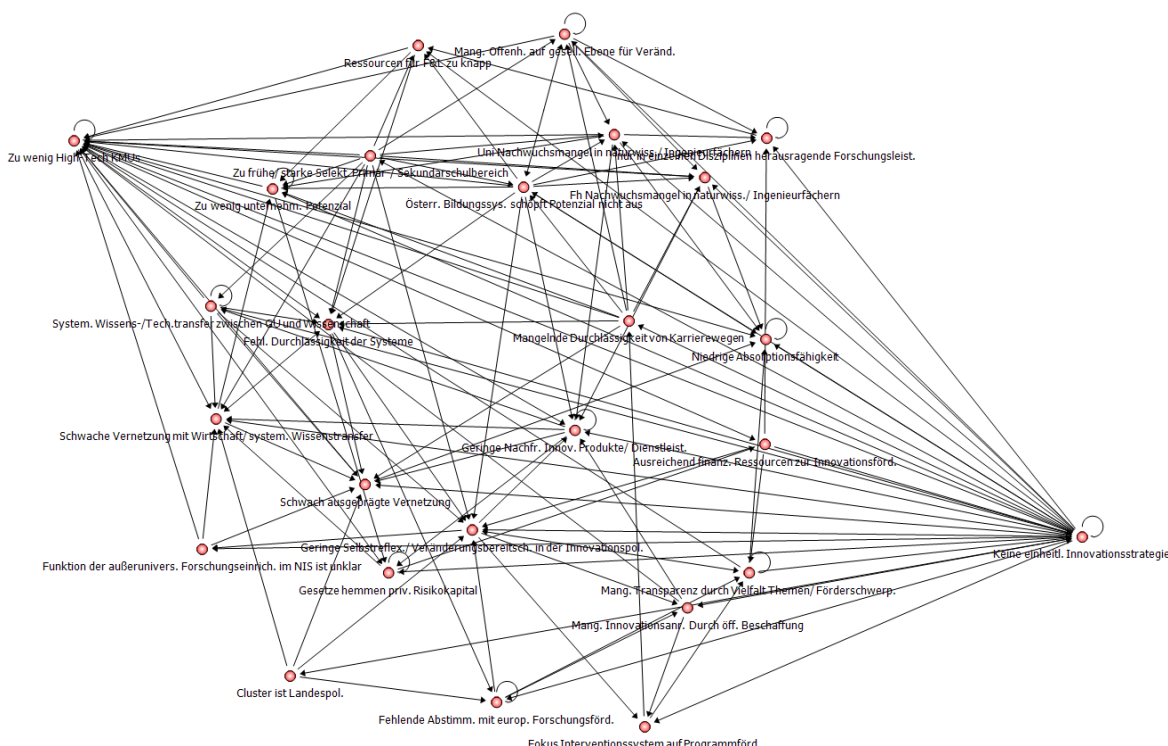 Mang. Offenh. auf gesell. Ebene für Veränd.
Ressourcen für F&E zu knapp
Zu wenig High-Tech KMUs
Uni Nachwuchsmangel in naturwiss./ Ingenieurfächern
nur in einzelnen Disziplinen herausragende Forschungsleist.
Zu frühe/ starke Selekt. Primar / Sekundarschulbereich
Fh Nachwuchsmangel in naturwiss./ Ingenieurfächern
Zu wenig unternehm. Potenzial
Österr. Bildungssys. schöpft Potenzial nicht aus
System. Wissens-/Tech.transfer zwischen GU und Wissenschaft
Fehl. Durchlässigkeit der Systeme
Mangelnde Durchlässigkeit von Karrierewegen
Niedrige Absorptionsfähigkeit
Schwache Vernetzung mit Wirtschaft/ system. Wissenstransfer
Geringe Nachfr. Innov. Produkte/ Dienstleist.
Ausreichend finanz. Ressourcen zur Innovationsförd.
Schwach ausgeprägte Vernetzung
Geringe Selbstreflex./ Veränderungsbereitsch. in der Innovationspol.
Keine einheitl. Innovationsstrategie
Funktion der außerunivers. Forschungseinrich. im NIS ist unklar
Gesetze hemmen priv. Risikokapital
Mang. Transparenz durch Vielfalt Themen/ Förderschwerp.
Mang. Innovationsanr. Durch öff. Beschaffung
Cluster ist Landespol.
Fehlende Abstimm. mit europ. Forschungsförd.
Fokus Interventionssystem auf Programmförd.